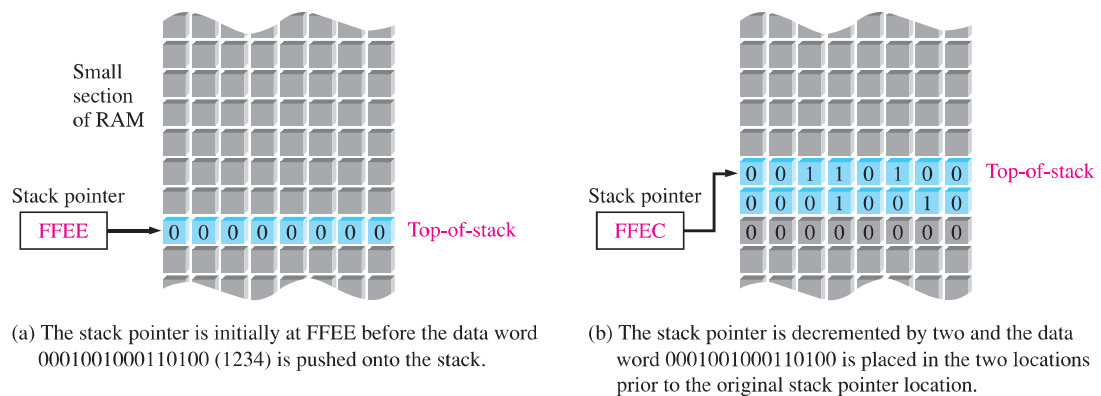 Small
section
of RAM
Stack pointer
FFEE
0 0 0 0 0 0 0 0
Top-of-stack
(a) The stack pointer is initially at FFEE before the data word
0001001000110100 (1234) is pushed onto the stack.
0 0 1 1 0 1 0 0
Top-of-stack
Stack pointer
0 0 0 1 0 0 1 0
FFEC
0 0 0 0 0 0 0 0
(b) The stack pointer is decremented by two and the data
word 0001001000110100 is placed in the two locations
prior to the original stack pointer location.